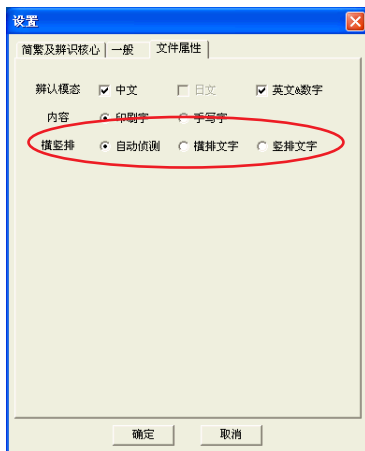 设置
简繁及辨识核心 一般 文件属性
辨认模态 中文 日文 英文&数字
内容 印刷字 手写字
横竖排 自动侦测 横排文字 竖排文字
确定 取消